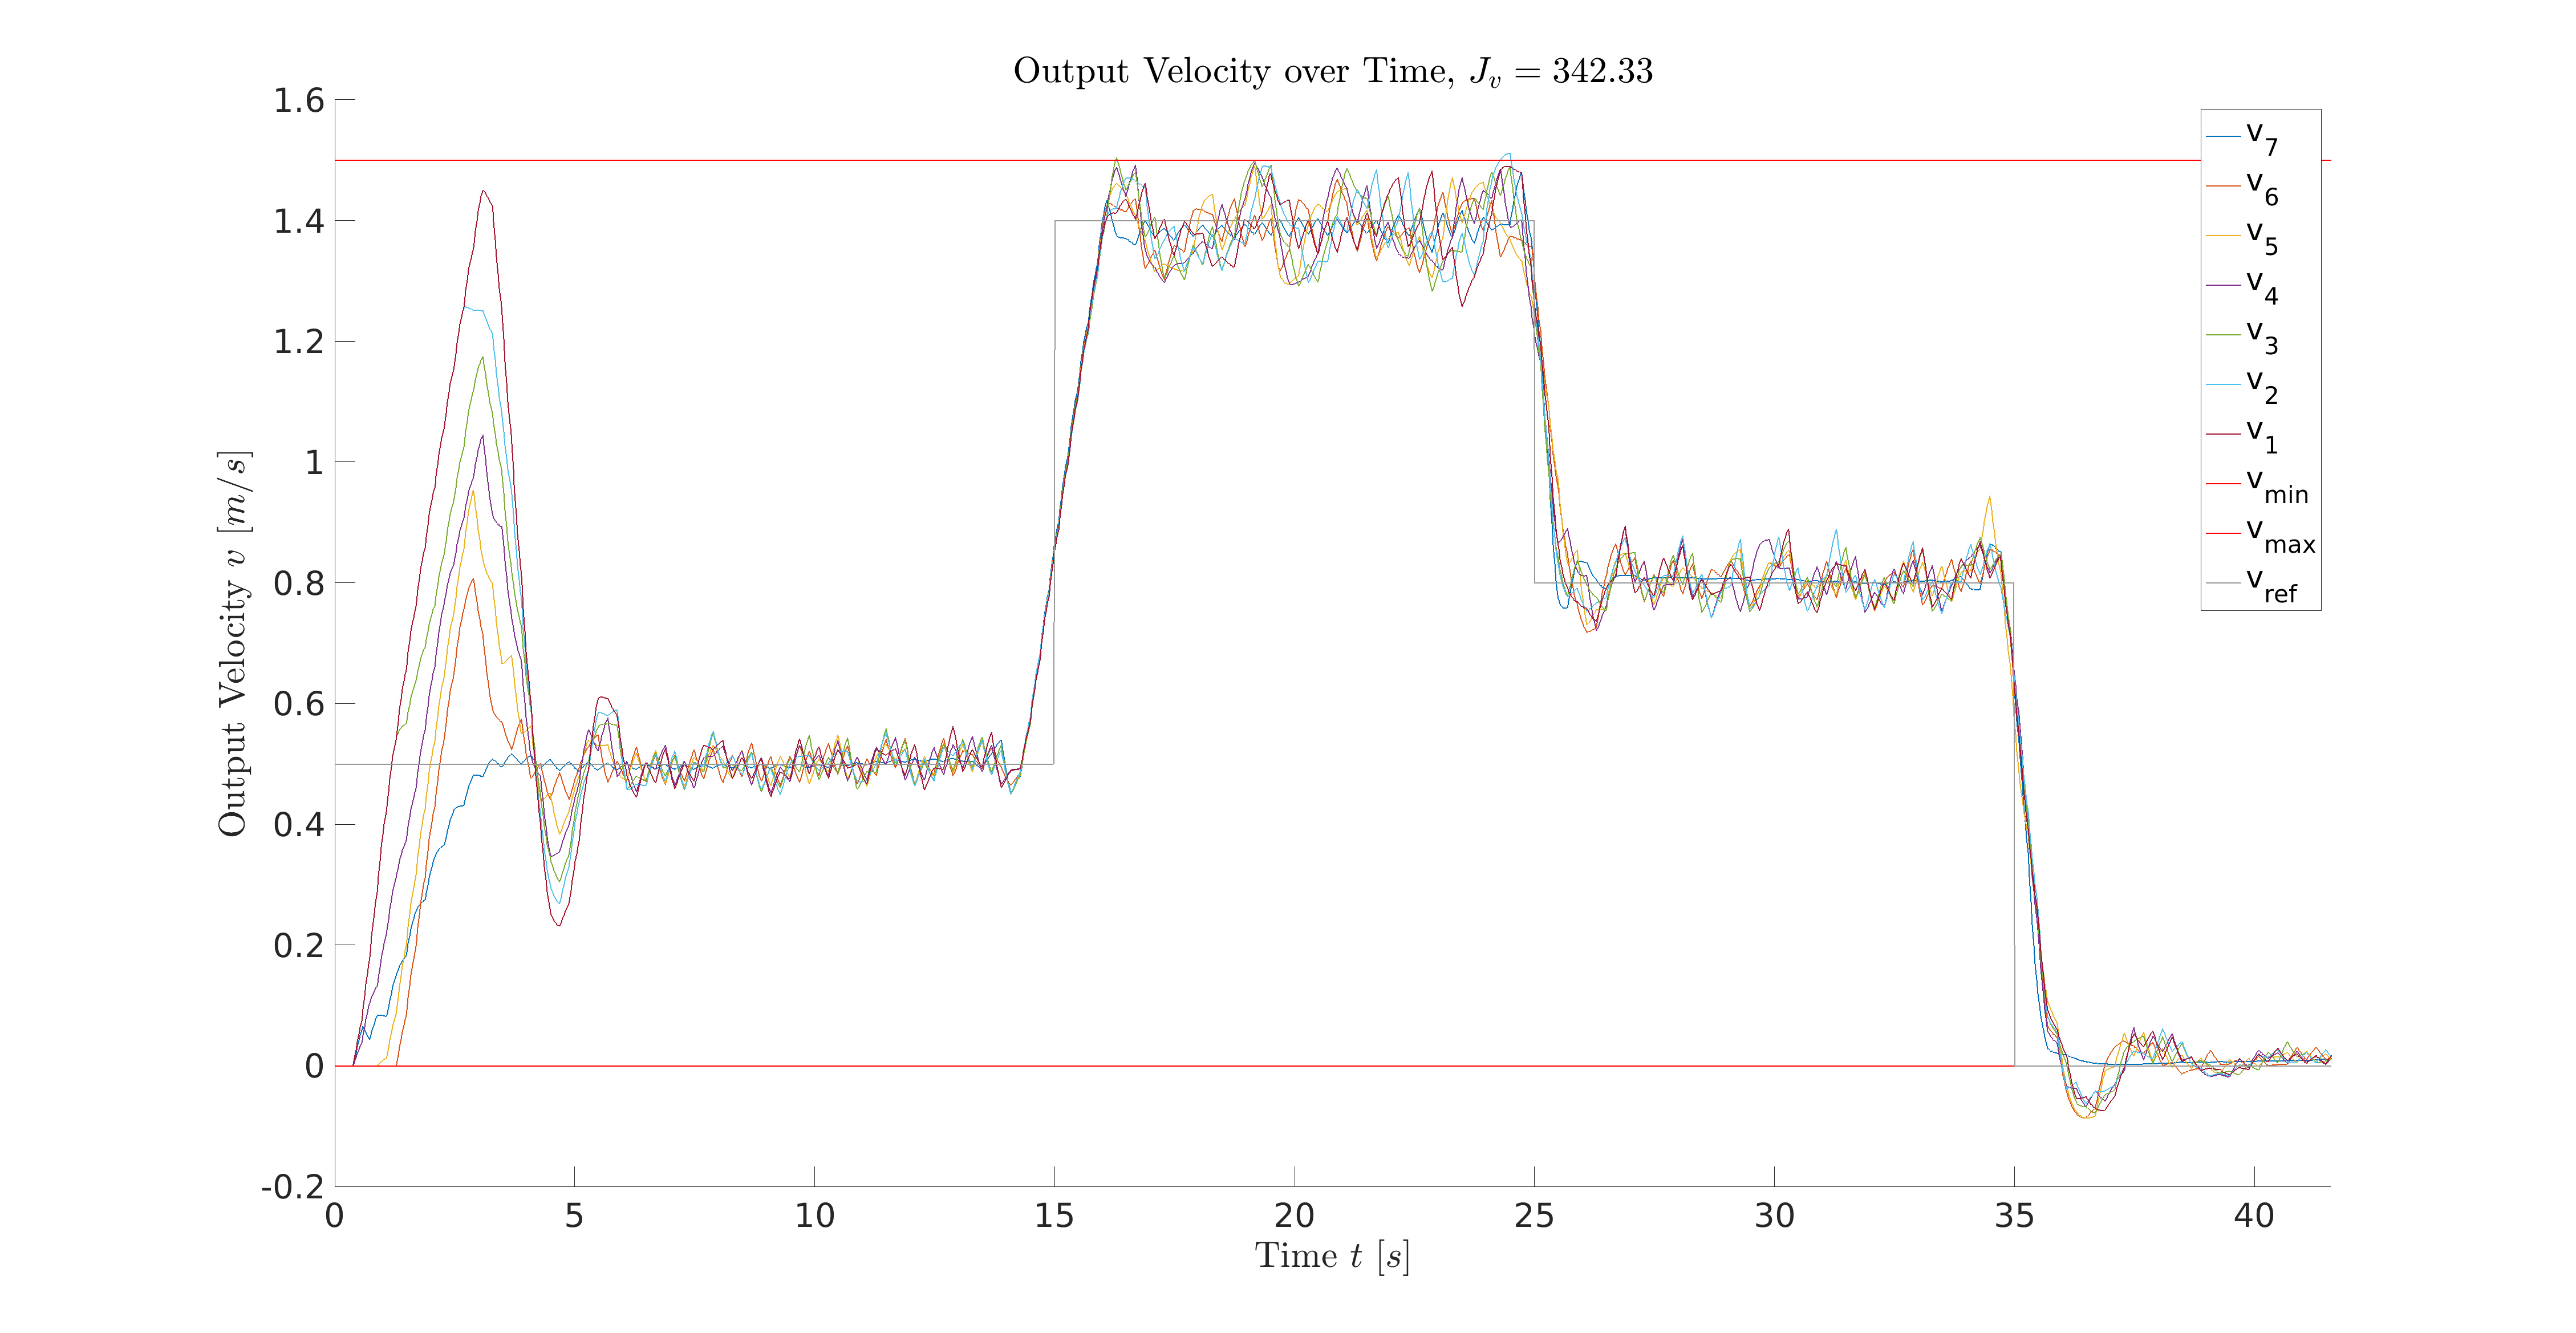 Output Velocity over Time, J_v = 342.33
Output Velocity v [m/s]
1.6
1.4
1.2
1
0.8
0.6
0.4
0.2
0
-0.2
0 5 10 15 20 25 30 35 40
Time t [s]
v_7
v_6
v_5
v_4
v_3
v_2
v_1
v_min
v_max
v_ref